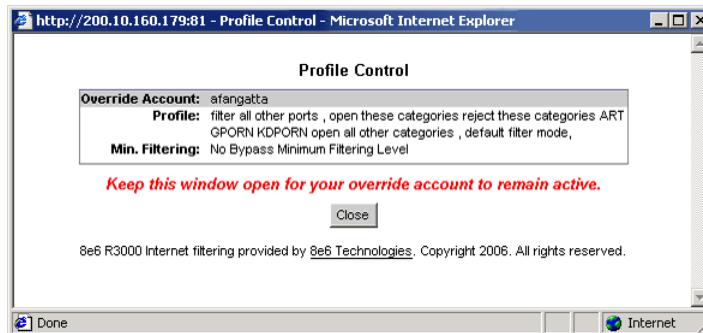 http://200.10.160.179:81 - Profile Control - Microsoft Internet Explorer
Profile Control
Override Account: afangatta
Profile: filter all other ports , open these categories reject these categories ART
GPORN KDPORN open all other categories , default filter mode,
Min. Filtering: No Bypass Minimum Filtering Level
Keep this window open for your override account to remain active.
Close
8e6 R3000 Internet filtering provided by 8e6 Technologies. Copyright 2006. All rights reserved.
Done
Internet